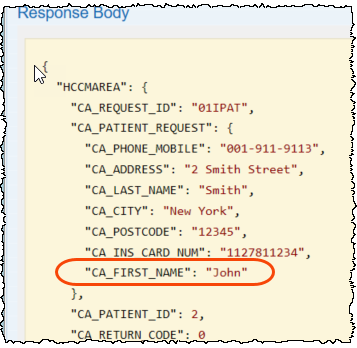 Response Body
{
"HCCMAREA": {
"CA_REQUEST_ID": "01IPAT",
"CA_PATIENT_REQUEST": {
"CA_PHONE_MOBILE": "001-911-9113",
"CA_ADDRESS": "2 Smith Street",
"CA_LAST_NAME": "Smith",
"CA_CITY": "New York",
"CA_POSTCODE": "12345",
"CA_INS_CARD_NUM": "1127811234",
"CA_FIRST_NAME": "John"
},
"CA_PATIENT_ID": 2,
"CA_RETURN_CODE": 0